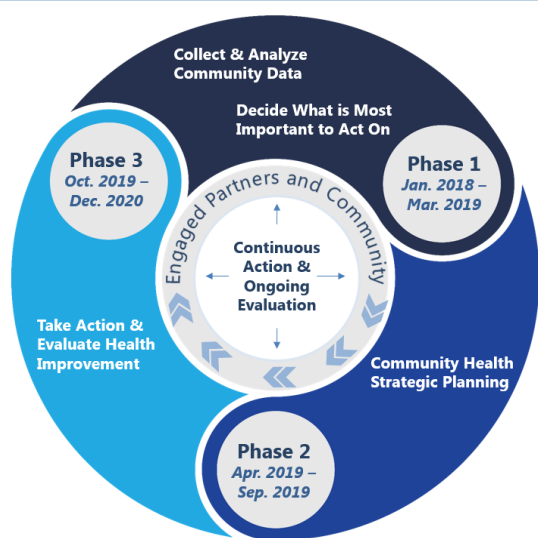 Collect & Analyze
Community Data
Decide What is Most
Important to Act On
Phase 1
Jan. 2018 –
Mar. 2019
Phase 3
Oct. 2019 –
Dec. 2020
Engaged Partners and Community
Continuous
Action &
Ongoing
Evaluation
Take Action &
Evaluate Health
Improvement
Community Health
Strategic Planning
Phase 2
Apr. 2019 –
Sep. 2019